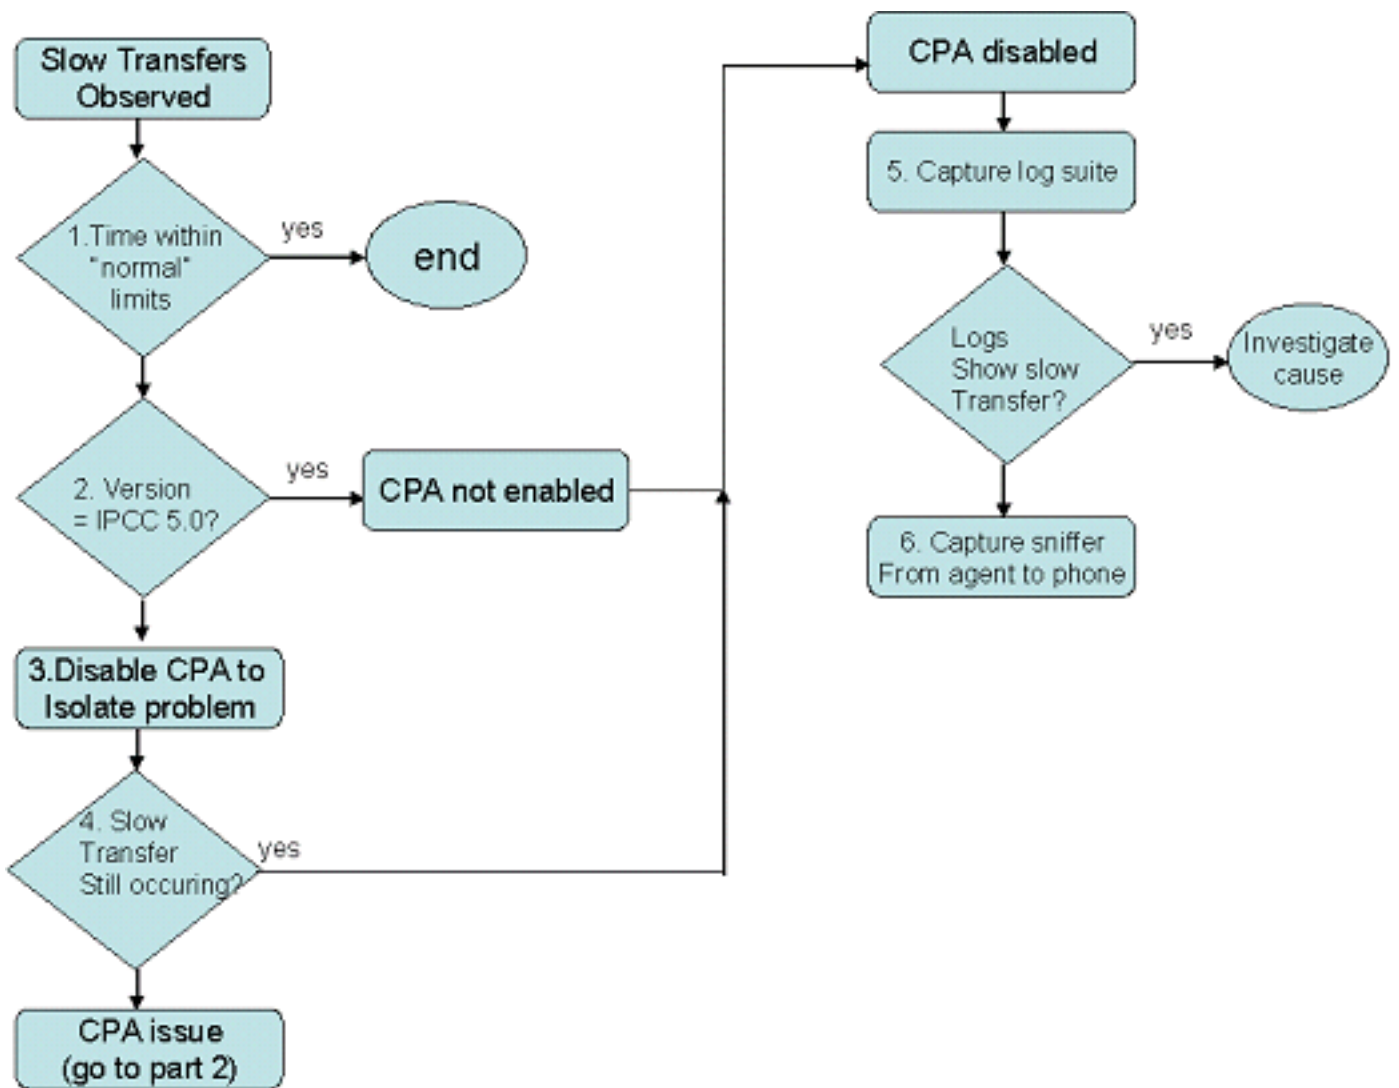 Slow Transfers
Observed
1.Time within
"normal"
limits
yes
end
2. Version
= IPCC 5.0?
yes
CPA not enabled
3.Disable CPA to
Isolate problem
4. Slow
Transfer
Still occuring?
yes
CPA issue
(go to part 2)
CPA disabled
5. Capture log suite
Logs
Show slow
Transfer?
yes
Investigate
cause
6. Capture sniffer
From agent to phone